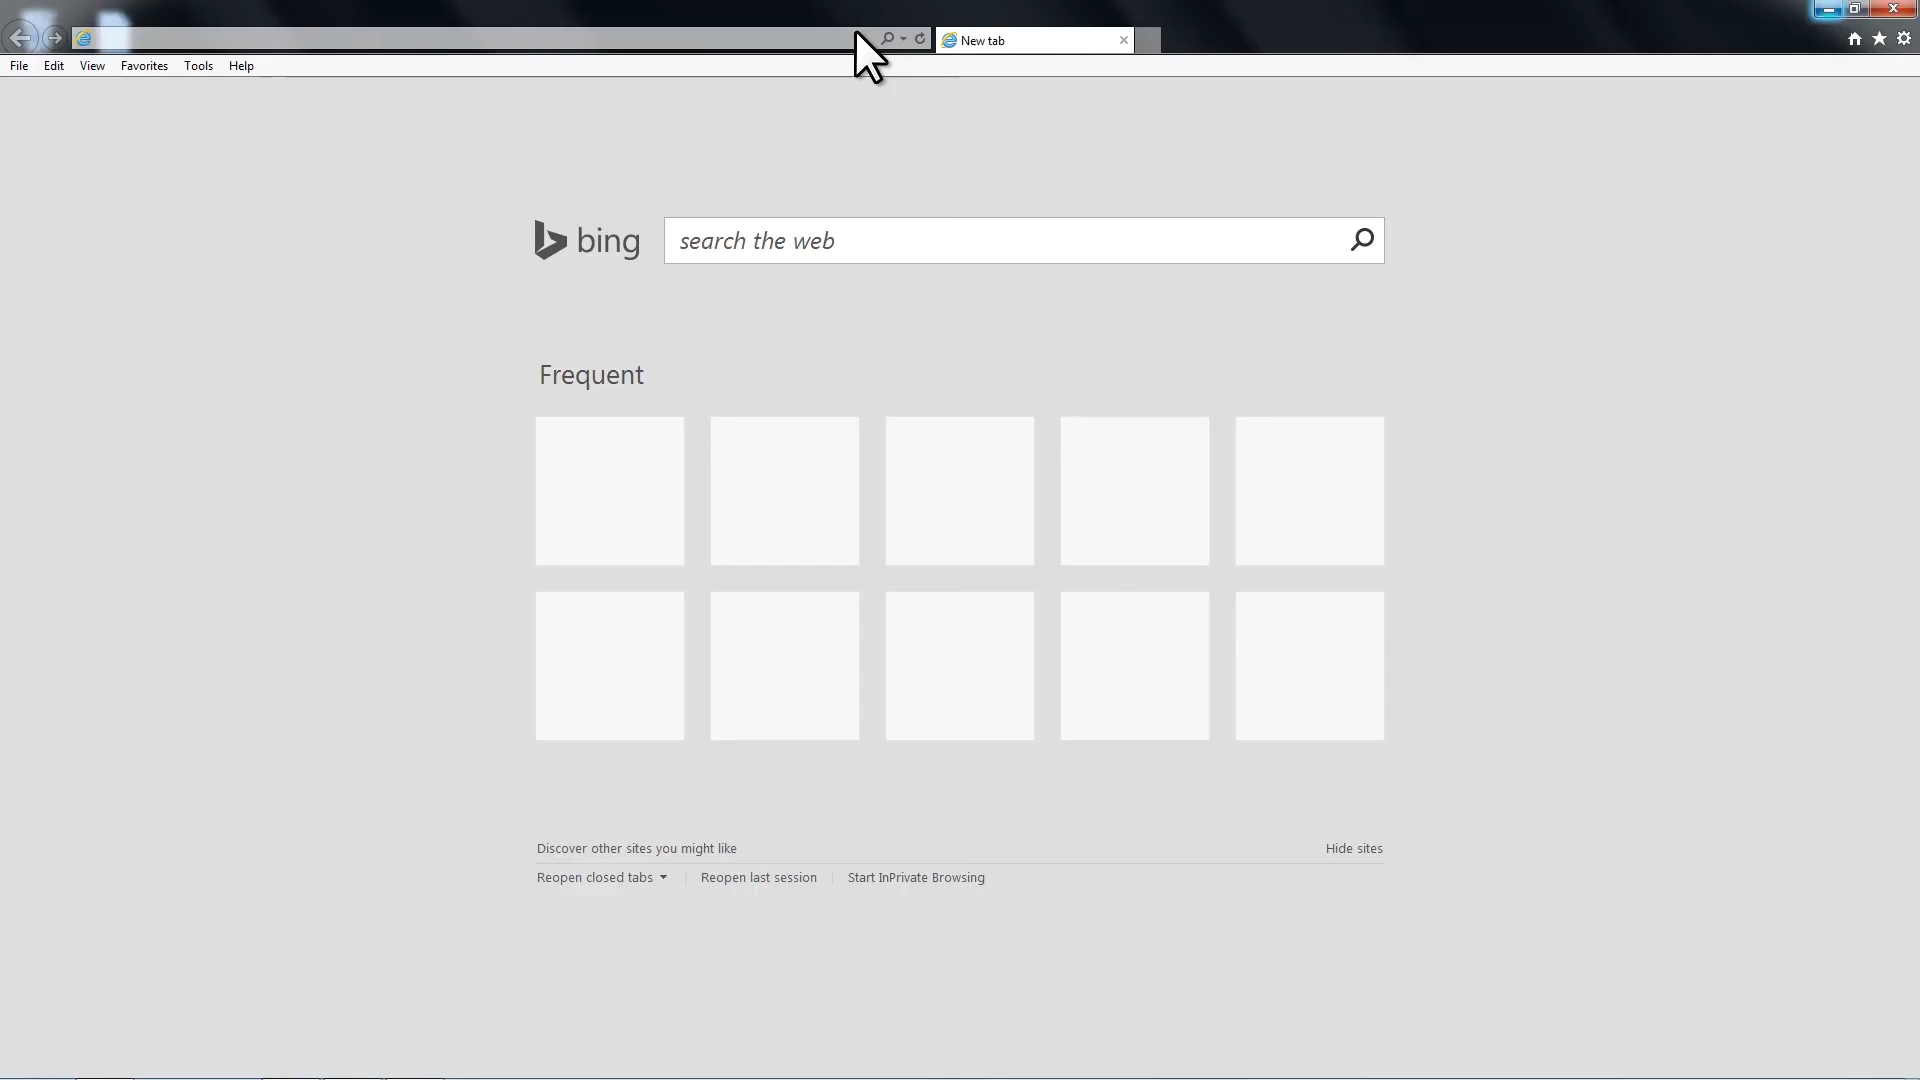 New tab
File Edit View Favorites Tools Help
bing search the web
Frequent
Discover other sites you might like Hide sites
Reopen closed tabs Reopen last session Start InPrivate Browsing